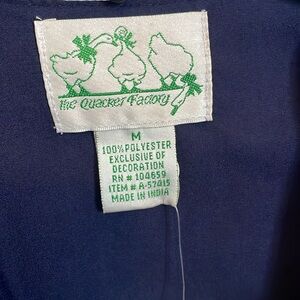 The Quacker Factory
M
100% POLYESTER
EXCLUSIVE OF
DECORATION
RN # 104659
ITEM # A-57415
MADE IN INDIA